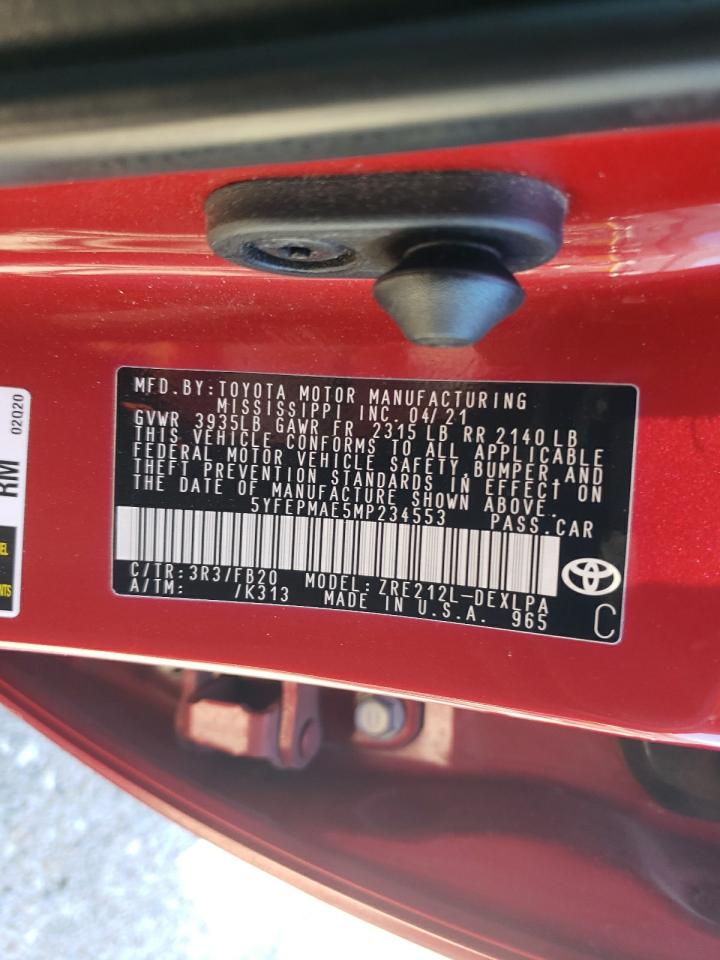 MFD.BY:TOYOTA MOTOR MANUFACTURING
MISSISSIPPI INC. 04/21
GVWR 3935LB GAWR FR 2315 LB RR 2140 LB
THIS VEHICLE CONFORMS TO ALL APPLICABLE
FEDERAL MOTOR VEHICLE SAFETY,BUMPER,AND
THEFT PREVENTION STANDARDS IN EFFECT ON
THE DATE OF MANUFACTURE SHOWN ABOVE.
5YFEPMAE5MP234553 PASS.CAR
C/TR:3R3/FB20 MODEL:ZRE212L-DEXLPA
A/TM: /K313 MADE IN U.S.A. 965
C
02020
RM